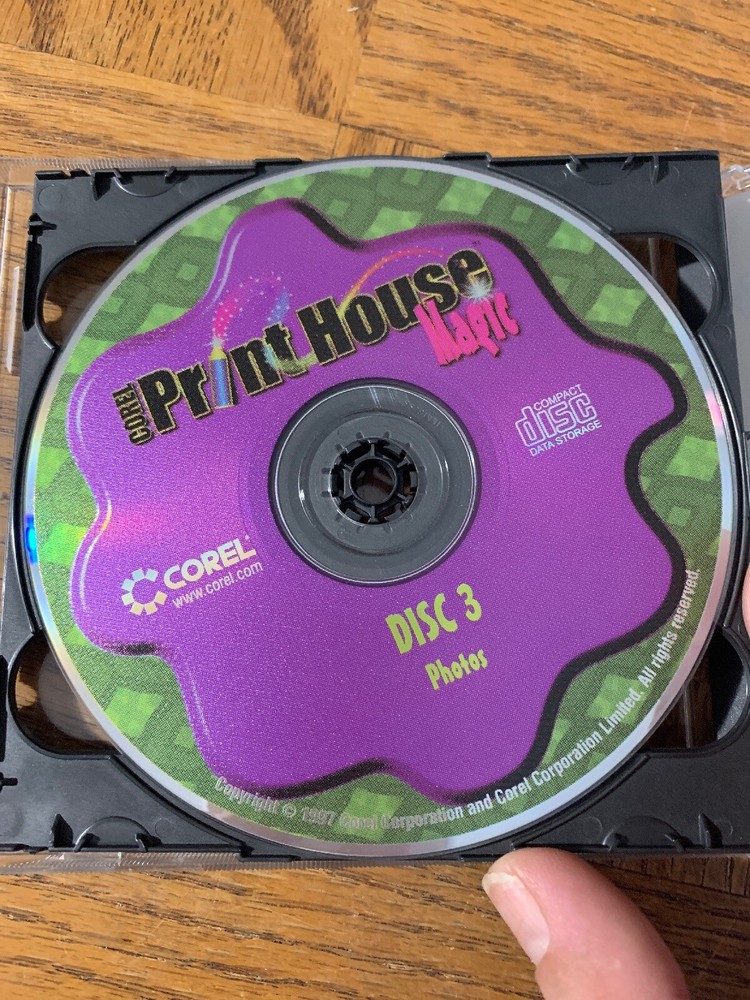 COREL
Print House™
Magic
COMPACT
disc
DATA STORAGE
COREL®
www.corel.com
DISC 3
Photos
Copyright © 1997 Corel Corporation and Corel Corporation Limited. All rights reserved.